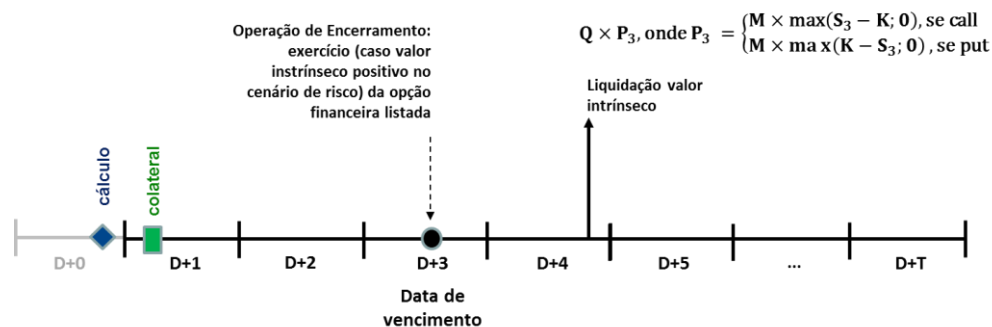 Operação de Encerramento:
exercício (caso valor
instrínseco positivo no
cenário de risco) da opção
financeira listada
Q × P₃, onde P₃ = {M × max(S₃ − K; 0), se call
{M × ma x(K − S₃; 0) , se put
Liquidação valor
intrínseco
cálculo
colateral
D+0
D+1
D+2
D+3
D+4
D+5
...
D+T
Data de
vencimento